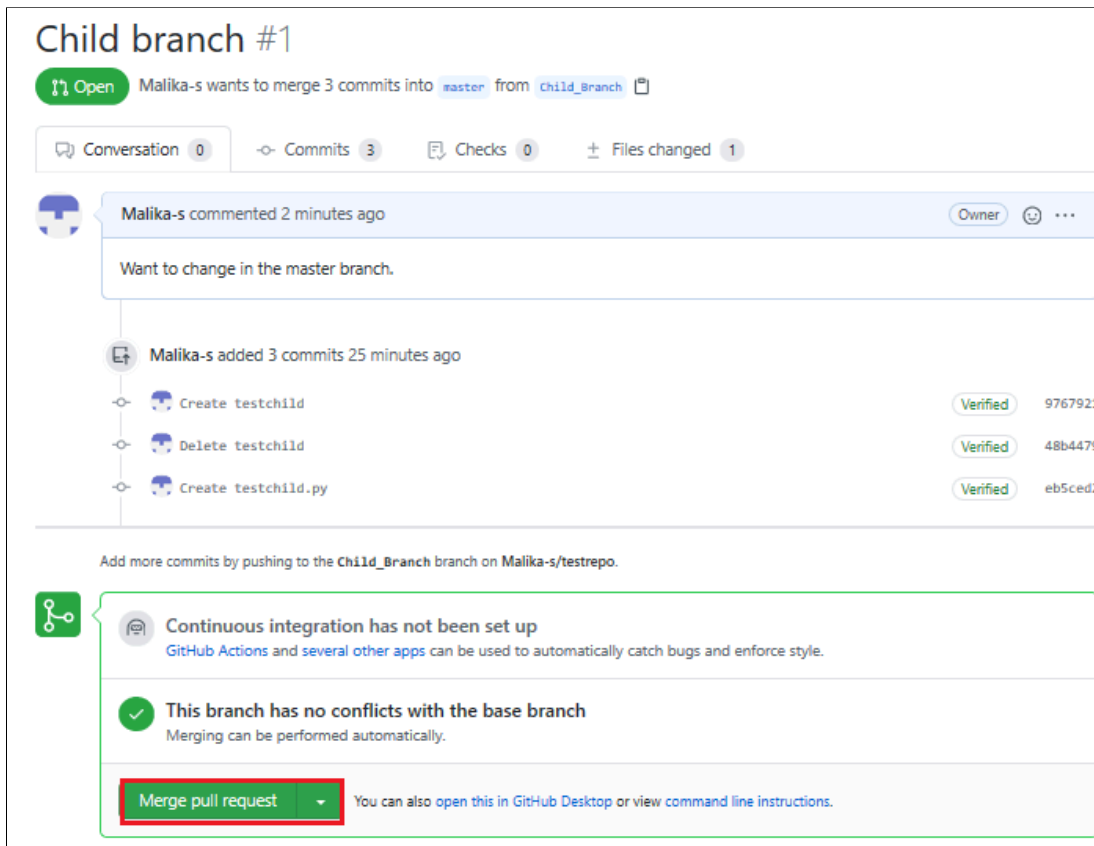 Child branch #1
Open Malika-s wants to merge 3 commits into master from Child_Branch
Conversation 0 Commits 3 Checks 0 Files changed 1
Malika-s commented 2 minutes ago Owner
Want to change in the master branch.
Malika-s added 3 commits 25 minutes ago
Create testchild Verified
Delete testchild Verified 48b4479
Create testchild.py Verified
Add more commits by pushing to the Child_Branch branch on Malika-s/testrepo.
Continuous integration has not been set up
GitHub Actions and several other apps can be used to automatically catch bugs and enforce style.
This branch has no conflicts with the base branch
Merging can be performed automatically.
Merge pull request You can also open this in GitHub Desktop or view command line instructions.